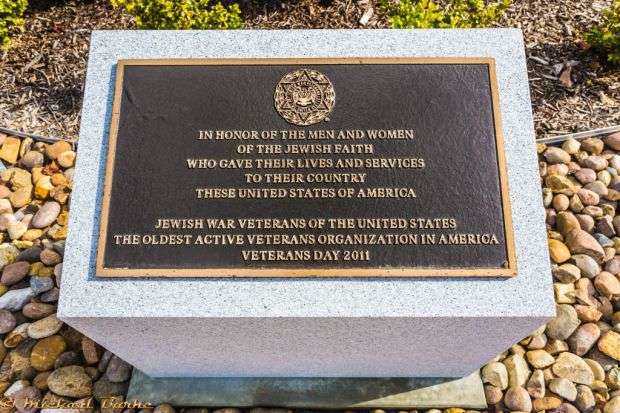 IN HONOR OF THE MEN AND WOMEN
OF THE JEWISH FAITH
WHO GAVE THEIR LIVES AND SERVICES
TO THEIR COUNTRY
THESE UNITED STATES OF AMERICA
JEWISH WAR VETERANS OF THE UNITED STATES
THE OLDEST ACTIVE VETERANS ORGANIZATION IN AMERICA
VETERANS DAY 2011
© Michael